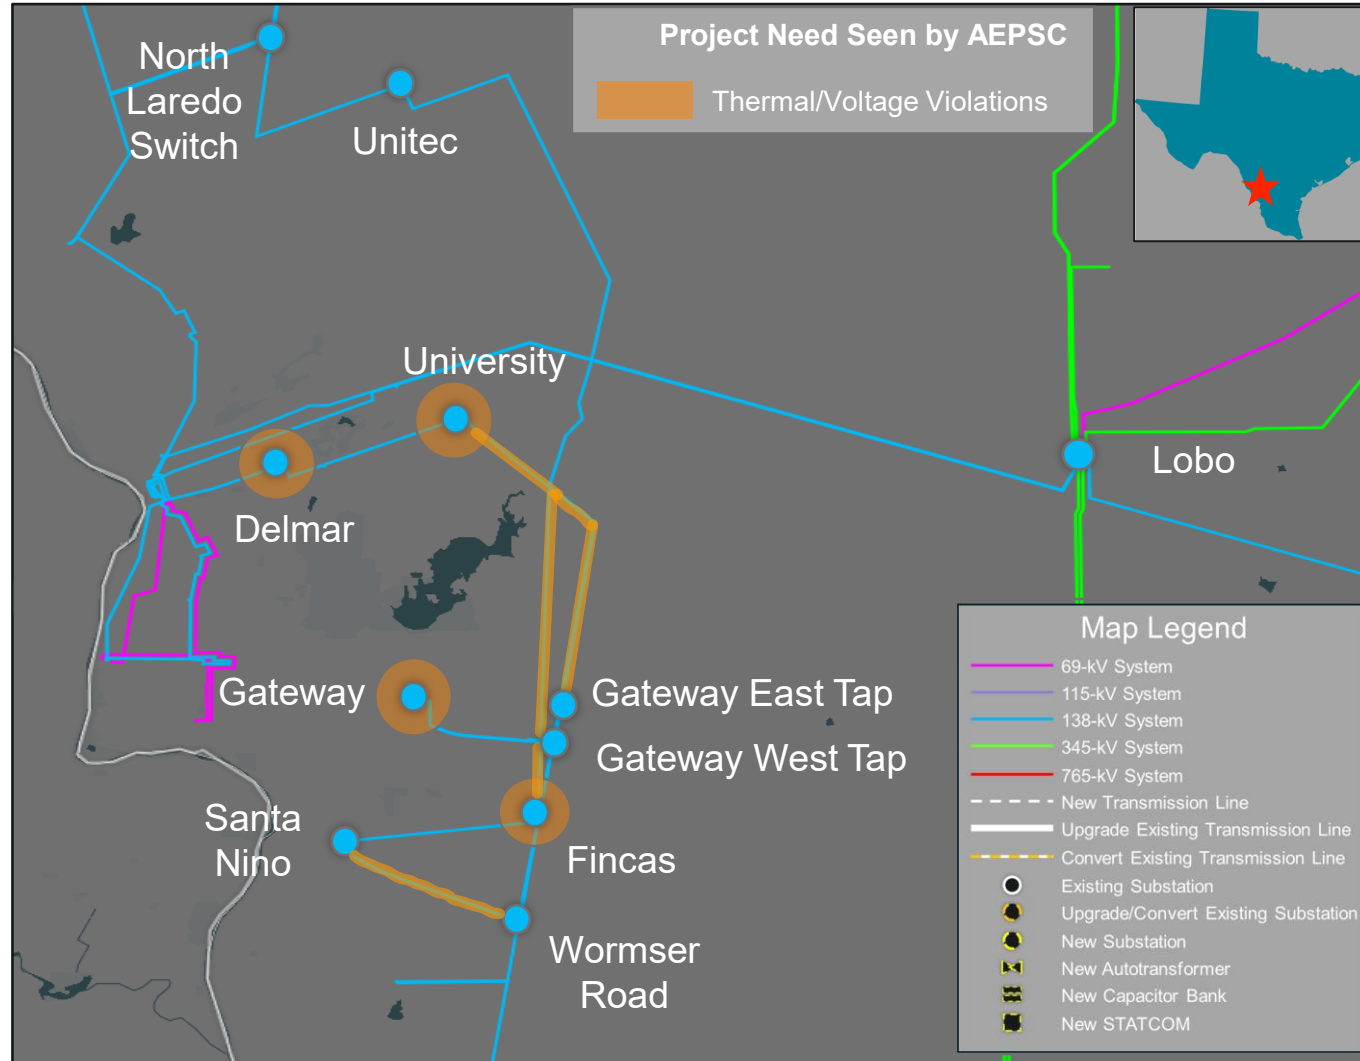 Project Need Seen by AEPSC
Thermal/Voltage Violations
North
Laredo
Switch
Unitec
University
Lobo
Delmar
Gateway
Gateway East Tap
Gateway West Tap
Santa
Nino
Fincas
Wormser
Road
Map Legend
69-kV System
115-kV System
138-kV System
345-kV System
765-kV System
New Transmission Line
Upgrade Existing Transmission Line
Convert Existing Transmission Line
Existing Substation
Upgrade/Convert Existing Substation
New Substation
New Autotransformer
New Capacitor Bank
New STATCOM